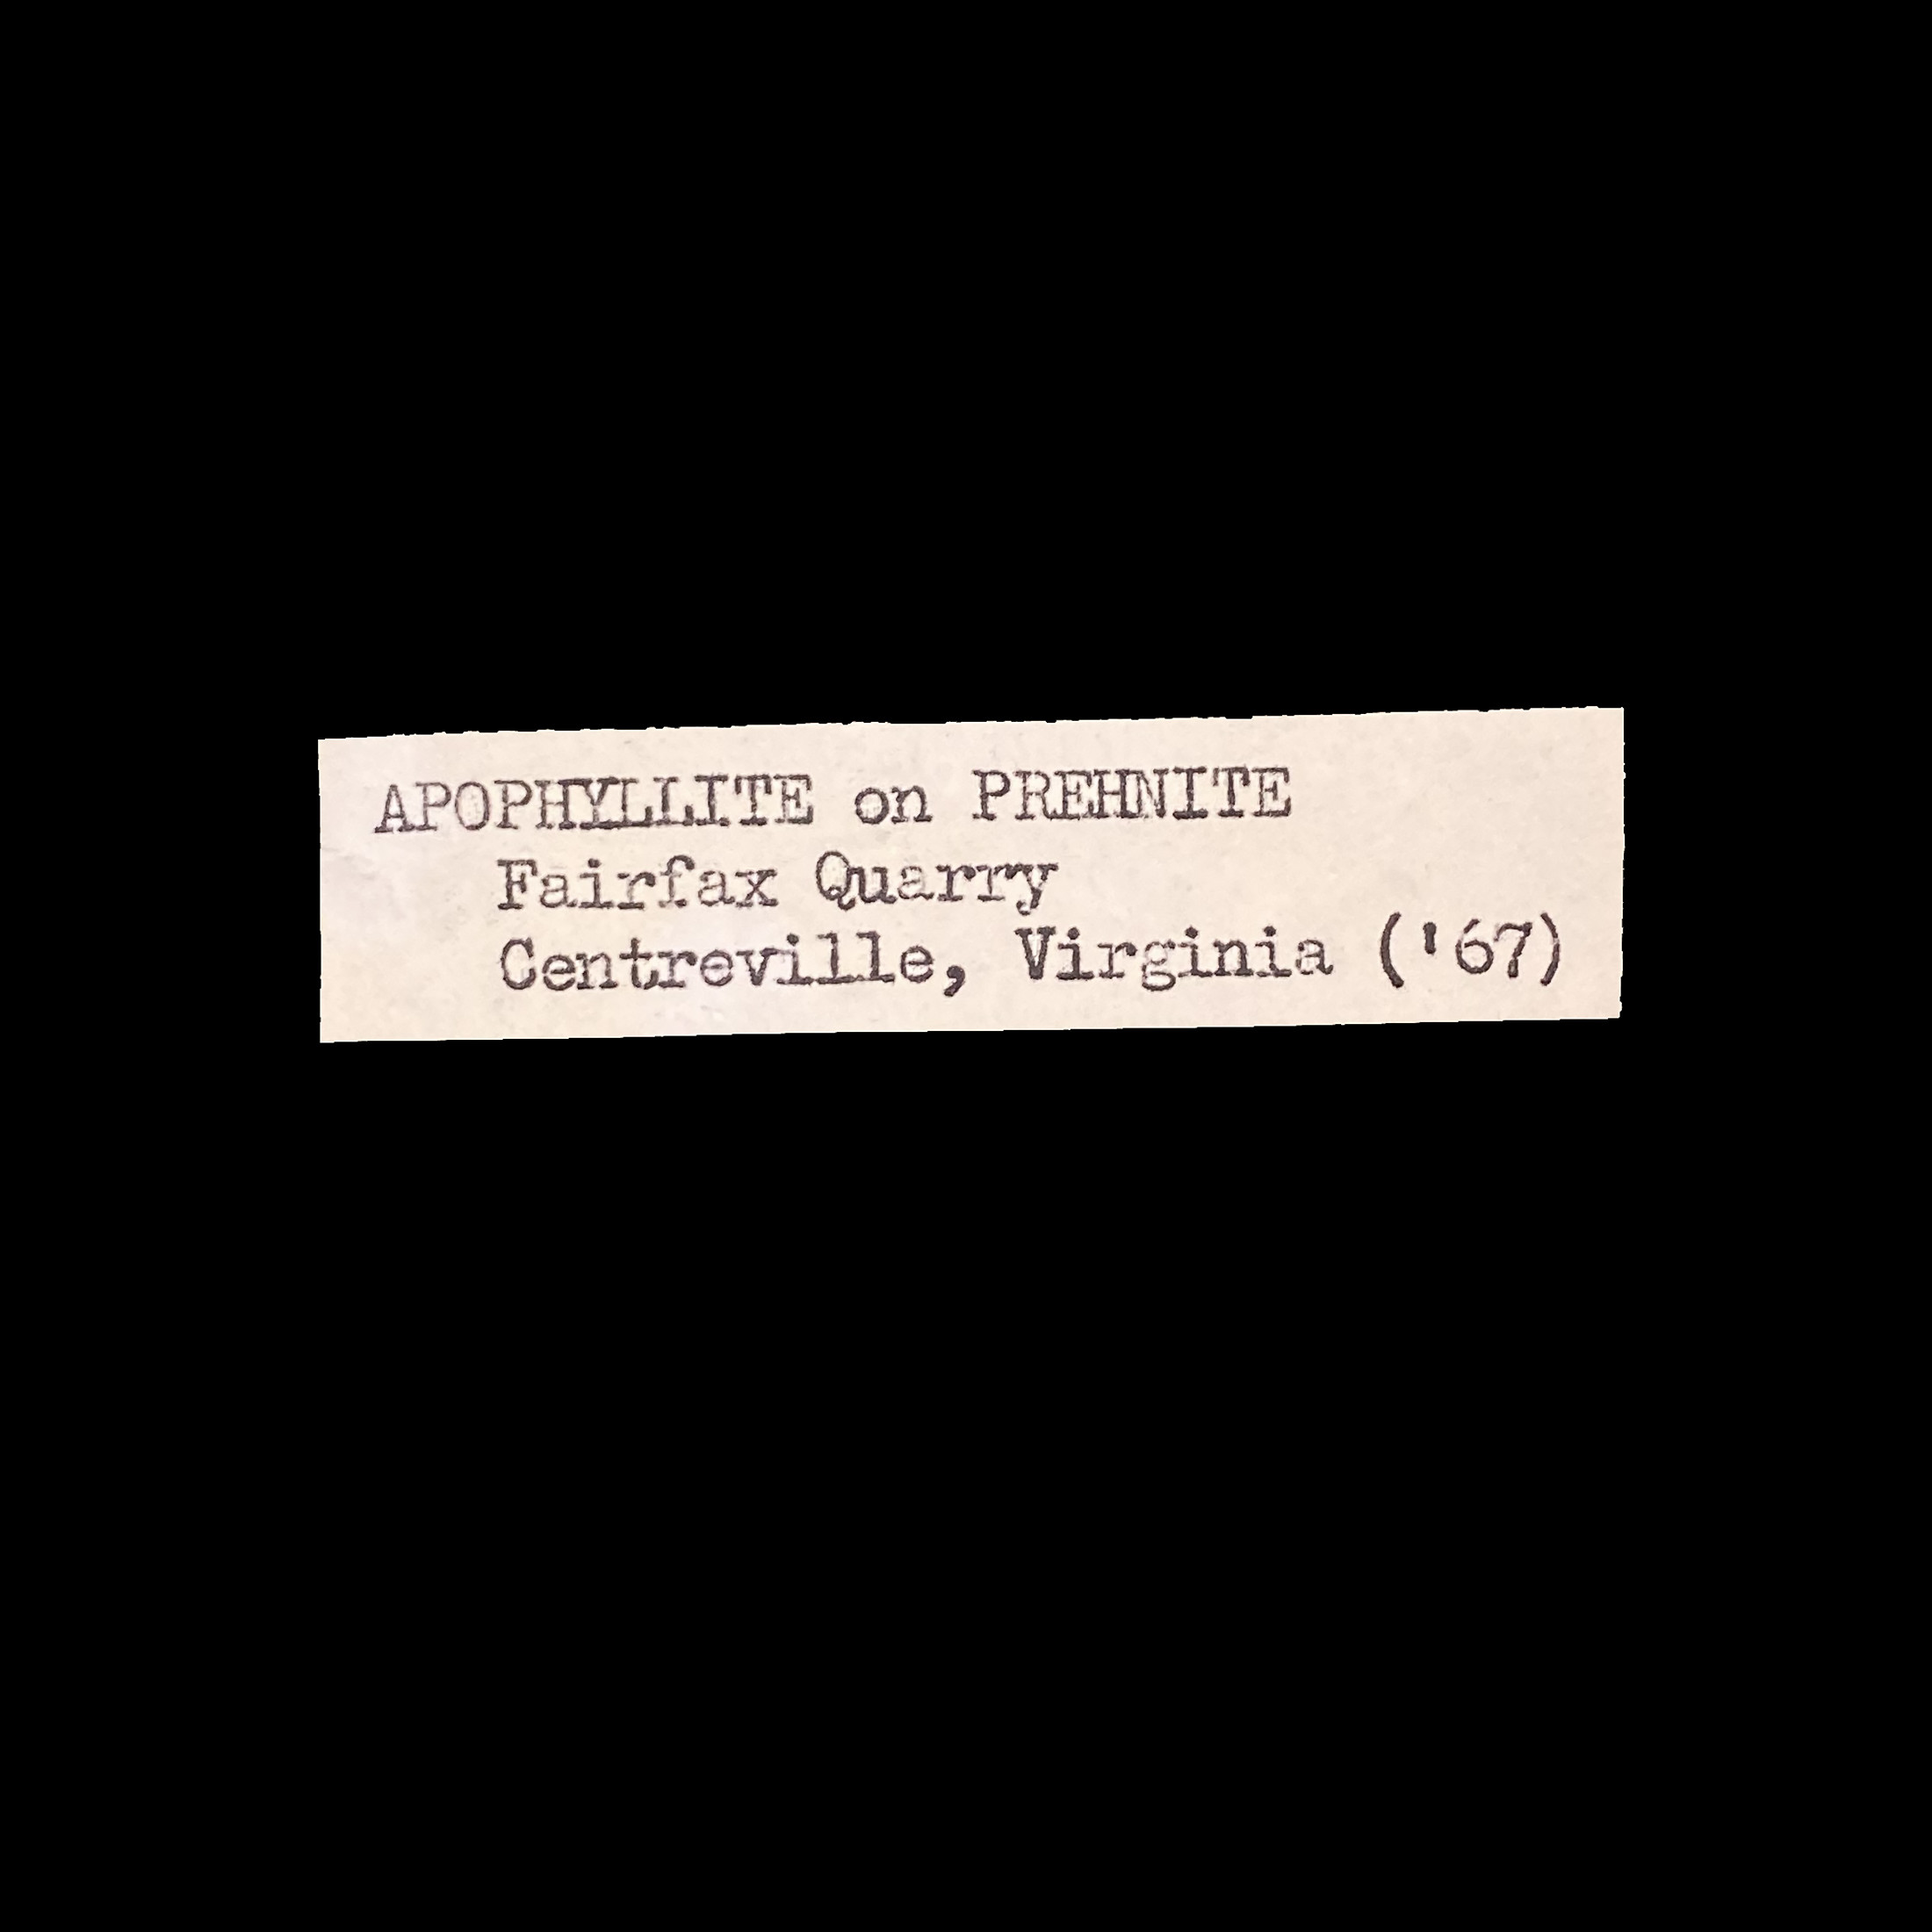 APOPHYLLITE on PREHNITE
Fairfax Quarry
Centreville, Virginia ('67)